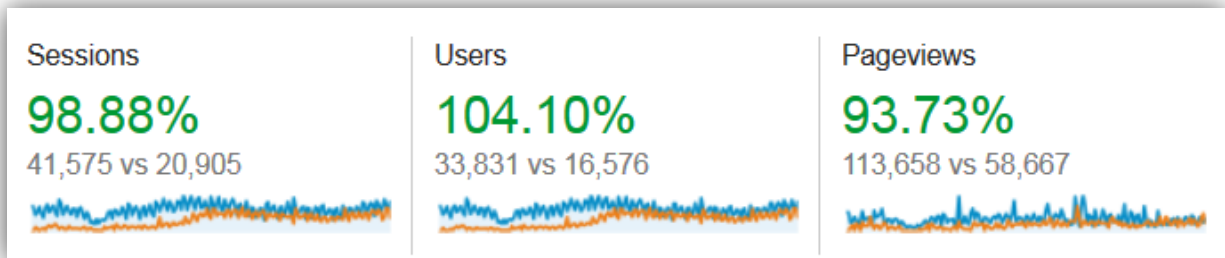 Sessions
98.88%
41,575 vs 20,905
Users
104.10%
33,831 vs 16,576
Pageviews
93.73%
113,658 vs 58,667